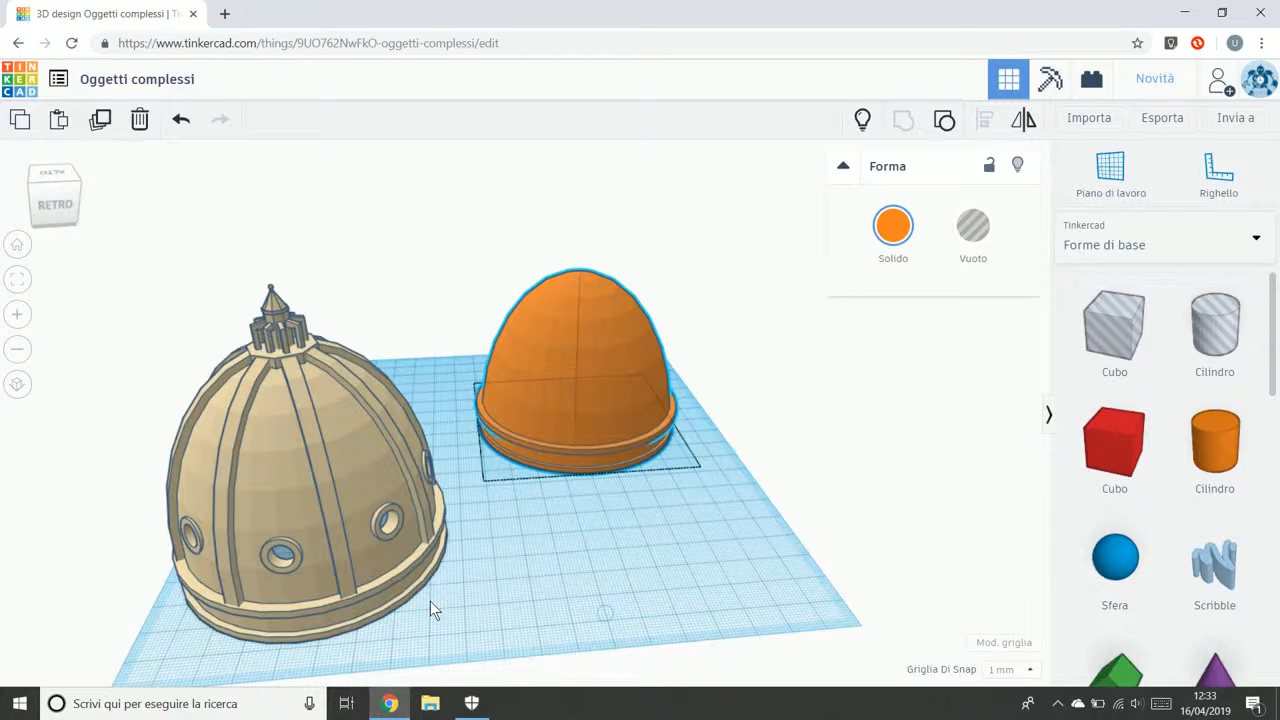 3D design Oggetti complessi | Ti
https://www.tinkercad.com/things/9UO762NwFkO-oggetti-complessi/edit
U
TIN
KER
CAD
Oggetti complessi
Novità
Importa
Esporta
Invia a
ALTO
RETRO
Forma
Solido
Vuoto
Piano di lavoro
Righello
Tinkercad
Forme di base
Cubo
Cilindro
Cubo
Cilindro
Sfera
Scribble
Mod. griglia
Griglia Di Snap
1 mm
Scrivi qui per eseguire la ricerca
12:33
16/04/2019
1